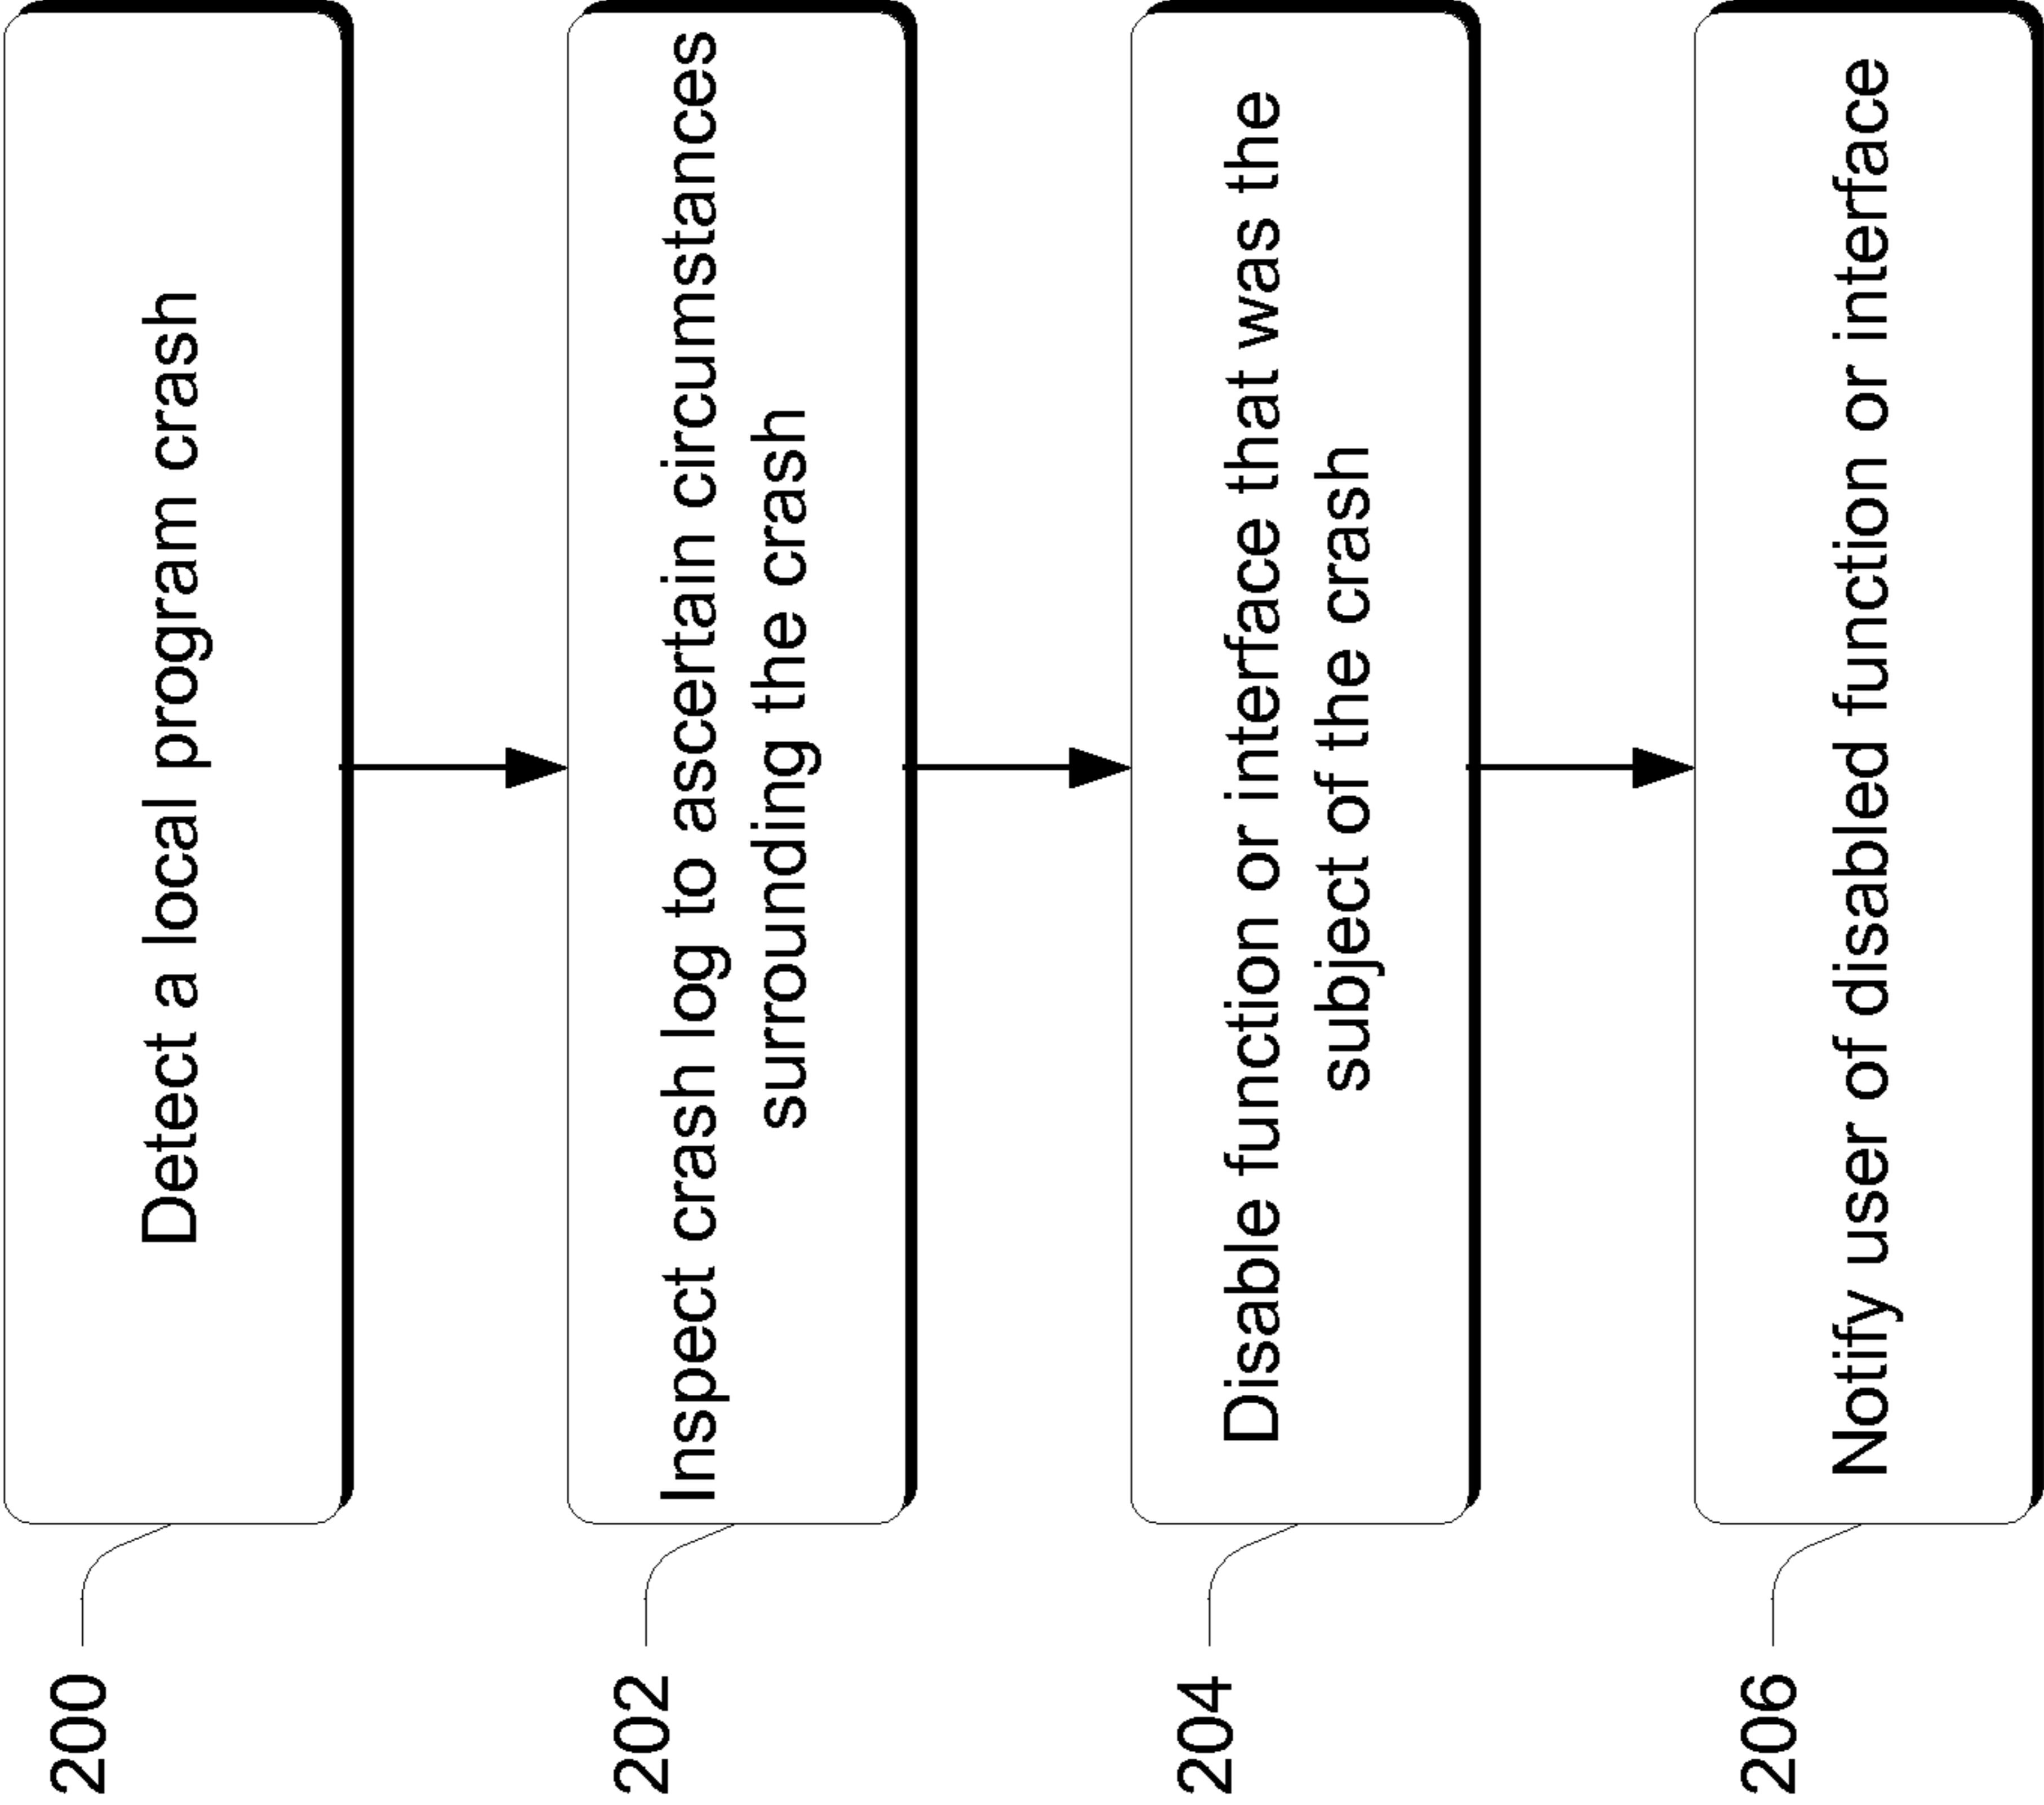 200
Detect a local program crash
202
Inspect crash log to ascertain circumstances
surrounding the crash
204
Disable function or interface that was the
subject of the crash
206
Notify user of disabled function or interface